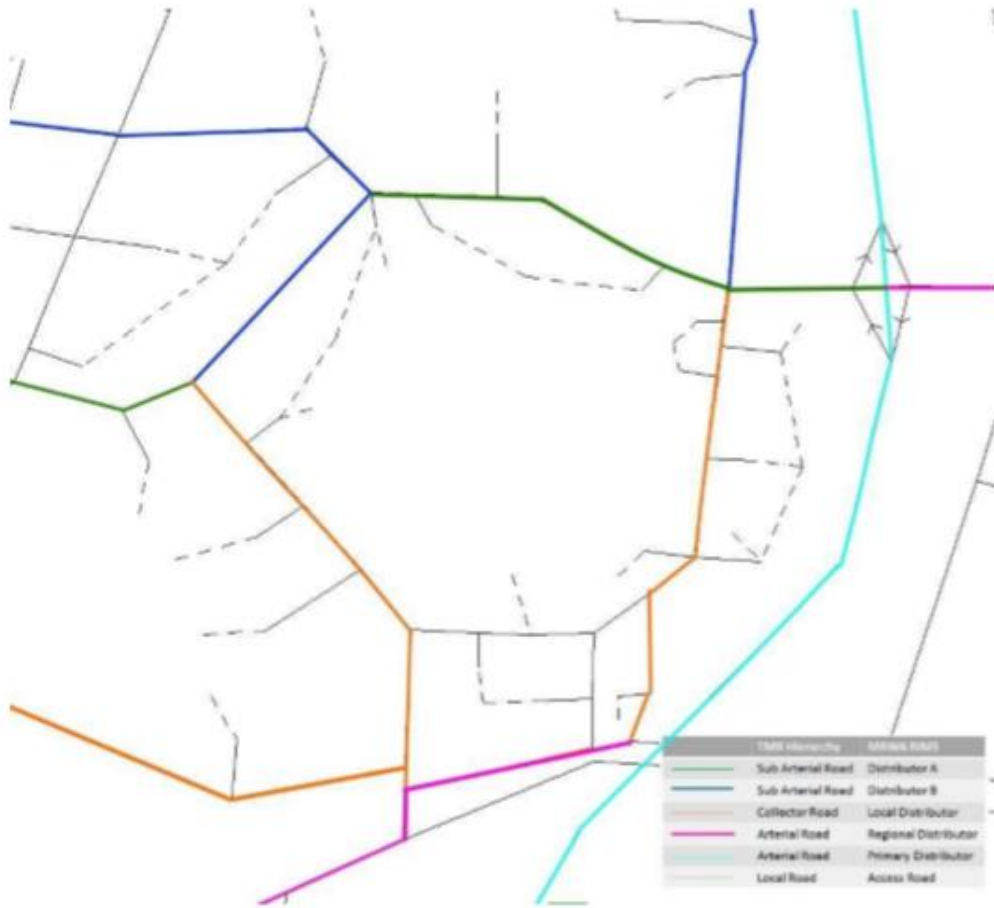 TMR Hierarchy MRWA RIMS
Sub Arterial Road Distributor A
Sub Arterial Road Distributor B
Collector Road Local Distributor
Arterial Road Regional Distributor
Arterial Road Primary Distributor
Local Road Access Road